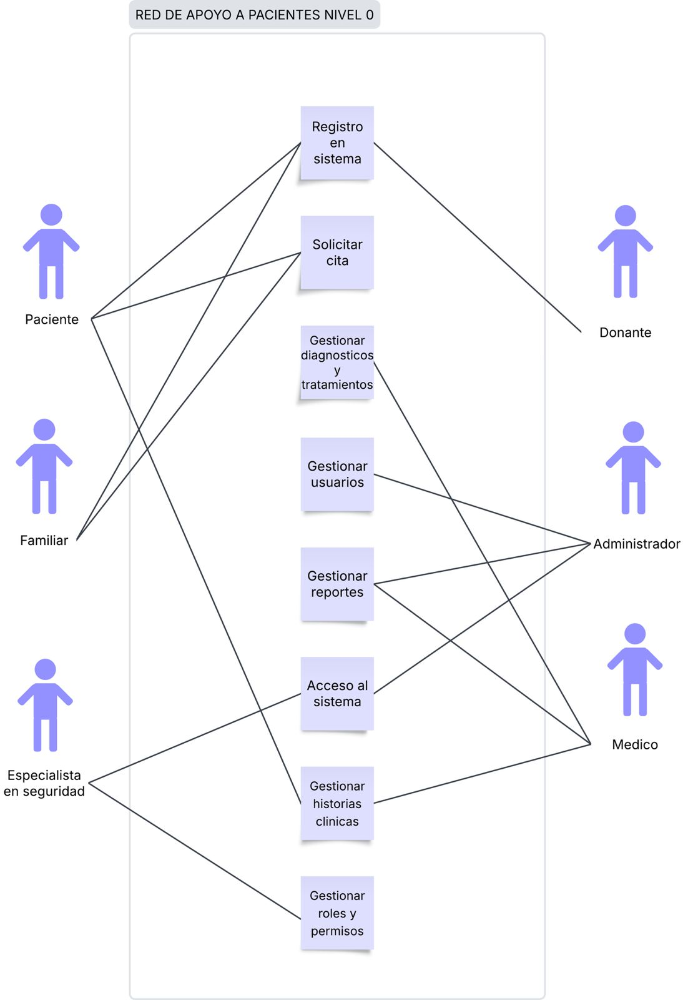 RED DE APOYO A PACIENTES NIVEL 0
Registro
en
sistema
Solicitar
cita
Paciente
Donante
Gestionar
diagnosticos
y
tratamientos
Gestionar
usuarios
Familiar
Administrador
Gestionar
reportes
Acceso al
sistema
Medico
Especialista
en seguridad
Gestionar
historias
clinicas
Gestionar
roles y
permisos